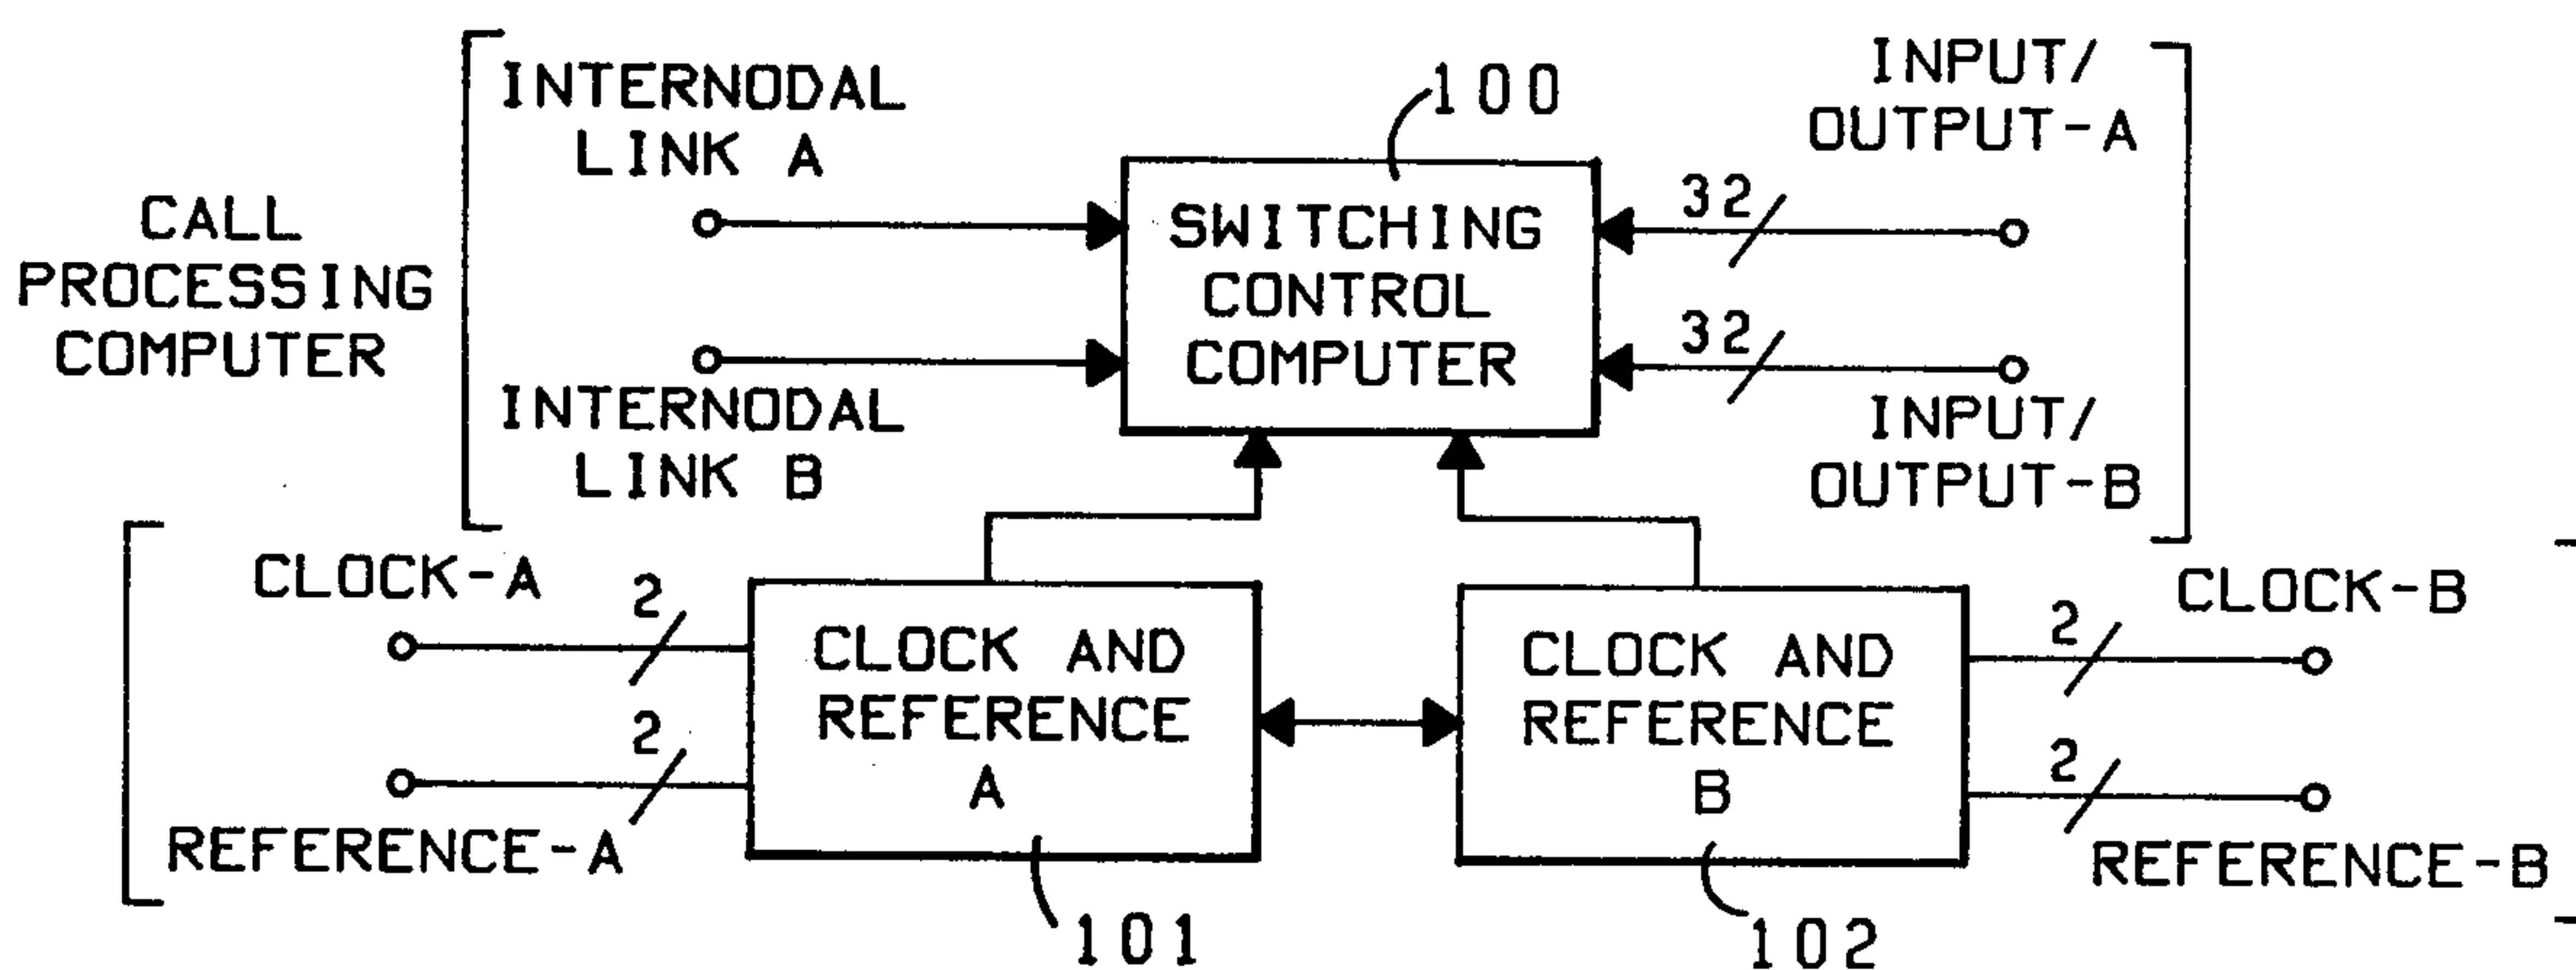 CALL
PROCESSING
COMPUTER
INTERNODAL
LINK A
INTERNODAL
LINK B
100
SWITCHING
CONTROL
COMPUTER
INPUT/
OUTPUT-A
32
32
INPUT/
OUTPUT-B
CLOCK-A
2
2
REFERENCE-A
CLOCK AND
REFERENCE
A
101
CLOCK AND
REFERENCE
B
102
CLOCK-B
2
2
REFERENCE-B